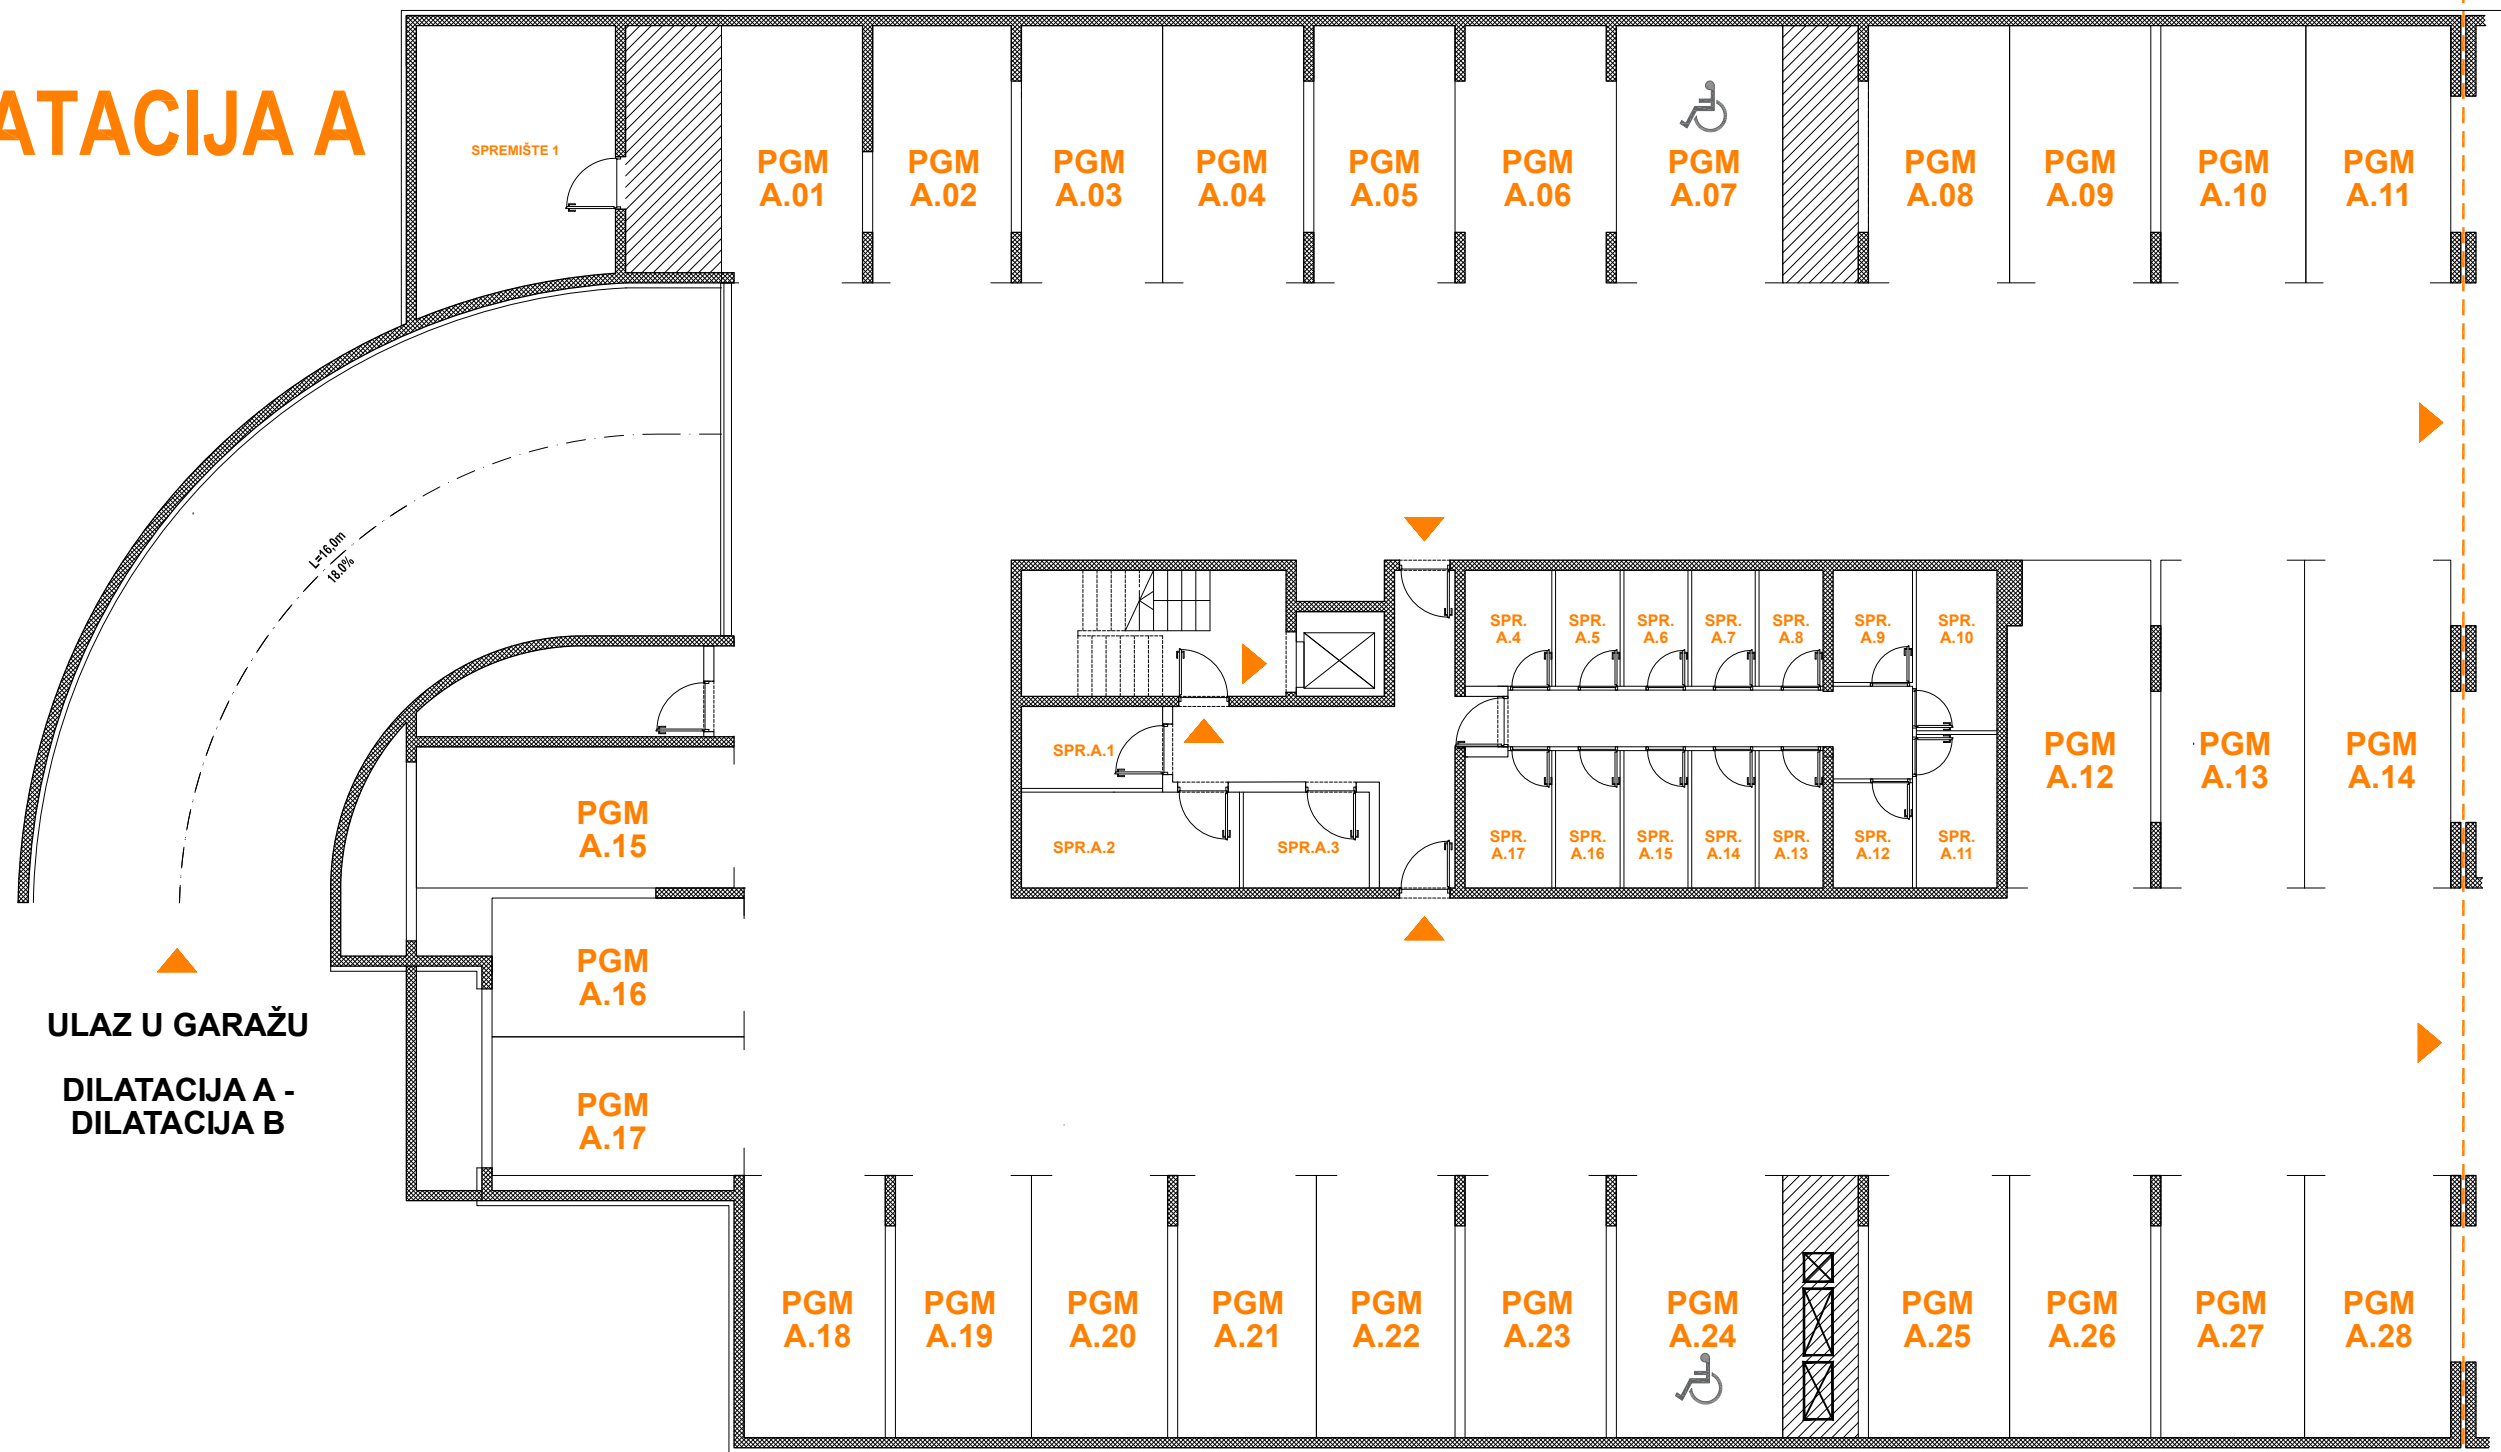 ATACIJA A
SPREMIŠTE 1
PGM
A.01
PGM
A.02
PGM
A.03
PGM
A.04
PGM
A.05
PGM
A.06
PGM
A.07
PGM
A.08
PGM
A.09
PGM
A.10
PGM
A.11
L=16,0m
18.0%
SPR.
A.4
SPR.
A.5
SPR.
A.6
SPR.
A.7
SPR.
A.8
SPR.
A.9
SPR.
A.10
SPR.A.1
SPR.A.2
SPR.A.3
SPR.
A.17
SPR.
A.16
SPR.
A.15
SPR.
A.14
SPR.
A.13
SPR.
A.12
SPR.
A.11
PGM
A.12
PGM
A.13
PGM
A.14
PGM
A.15
PGM
A.16
PGM
A.17
ULAZ U GARAŽU
DILATACIJA A -
DILATACIJA B
PGM
A.18
PGM
A.19
PGM
A.20
PGM
A.21
PGM
A.22
PGM
A.23
PGM
A.24
PGM
A.25
PGM
A.26
PGM
A.27
PGM
A.28